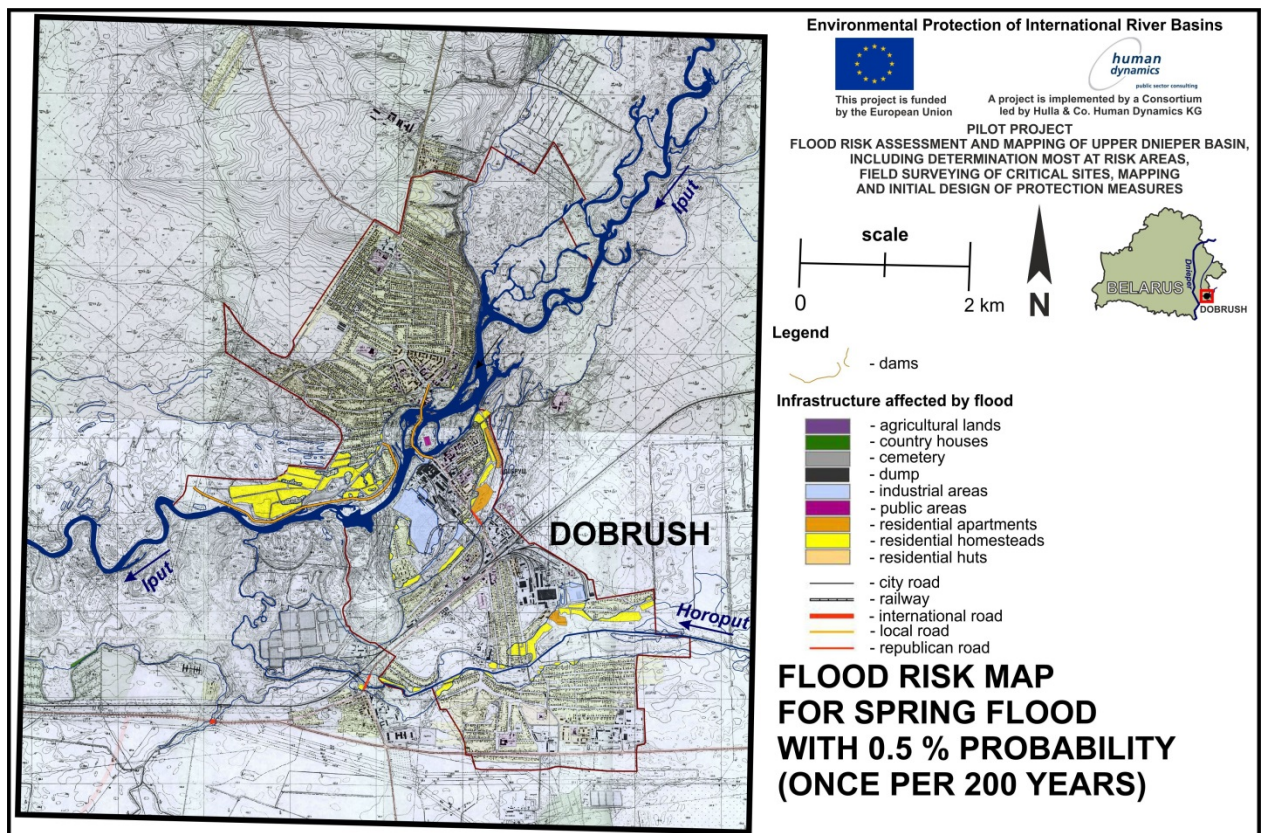 Environmental Protection of International River Basins
human
dynamics
public sector consulting
This project is funded
by the European Union
A project is implemented by a Consortium
led by Hulla & Co. Human Dynamics KG
PILOT PROJECT
FLOOD RISK ASSESSMENT AND MAPPING OF UPPER DNIEPER BASIN,
INCLUDING DETERMINATION MOST AT RISK AREAS,
FIELD SURVEYING OF CRITICAL SITES, MAPPING
AND INITIAL DESIGN OF PROTECTION MEASURES
scale
0
2 km
N
BELARUS
Dnieper
DOBRUSH
Legend
- dams
Infrastructure affected by flood
- agricultural lands
- country houses
- cemetery
- dump
- industrial areas
- public areas
- residential apartments
- residential homesteads
- residential huts
- city road
- railway
- international road
- local road
- republican road
FLOOD RISK MAP
FOR SPRING FLOOD
WITH 0.5 % PROBABILITY
(ONCE PER 200 YEARS)
Iput
DOBRUSH
Iput
Horoput